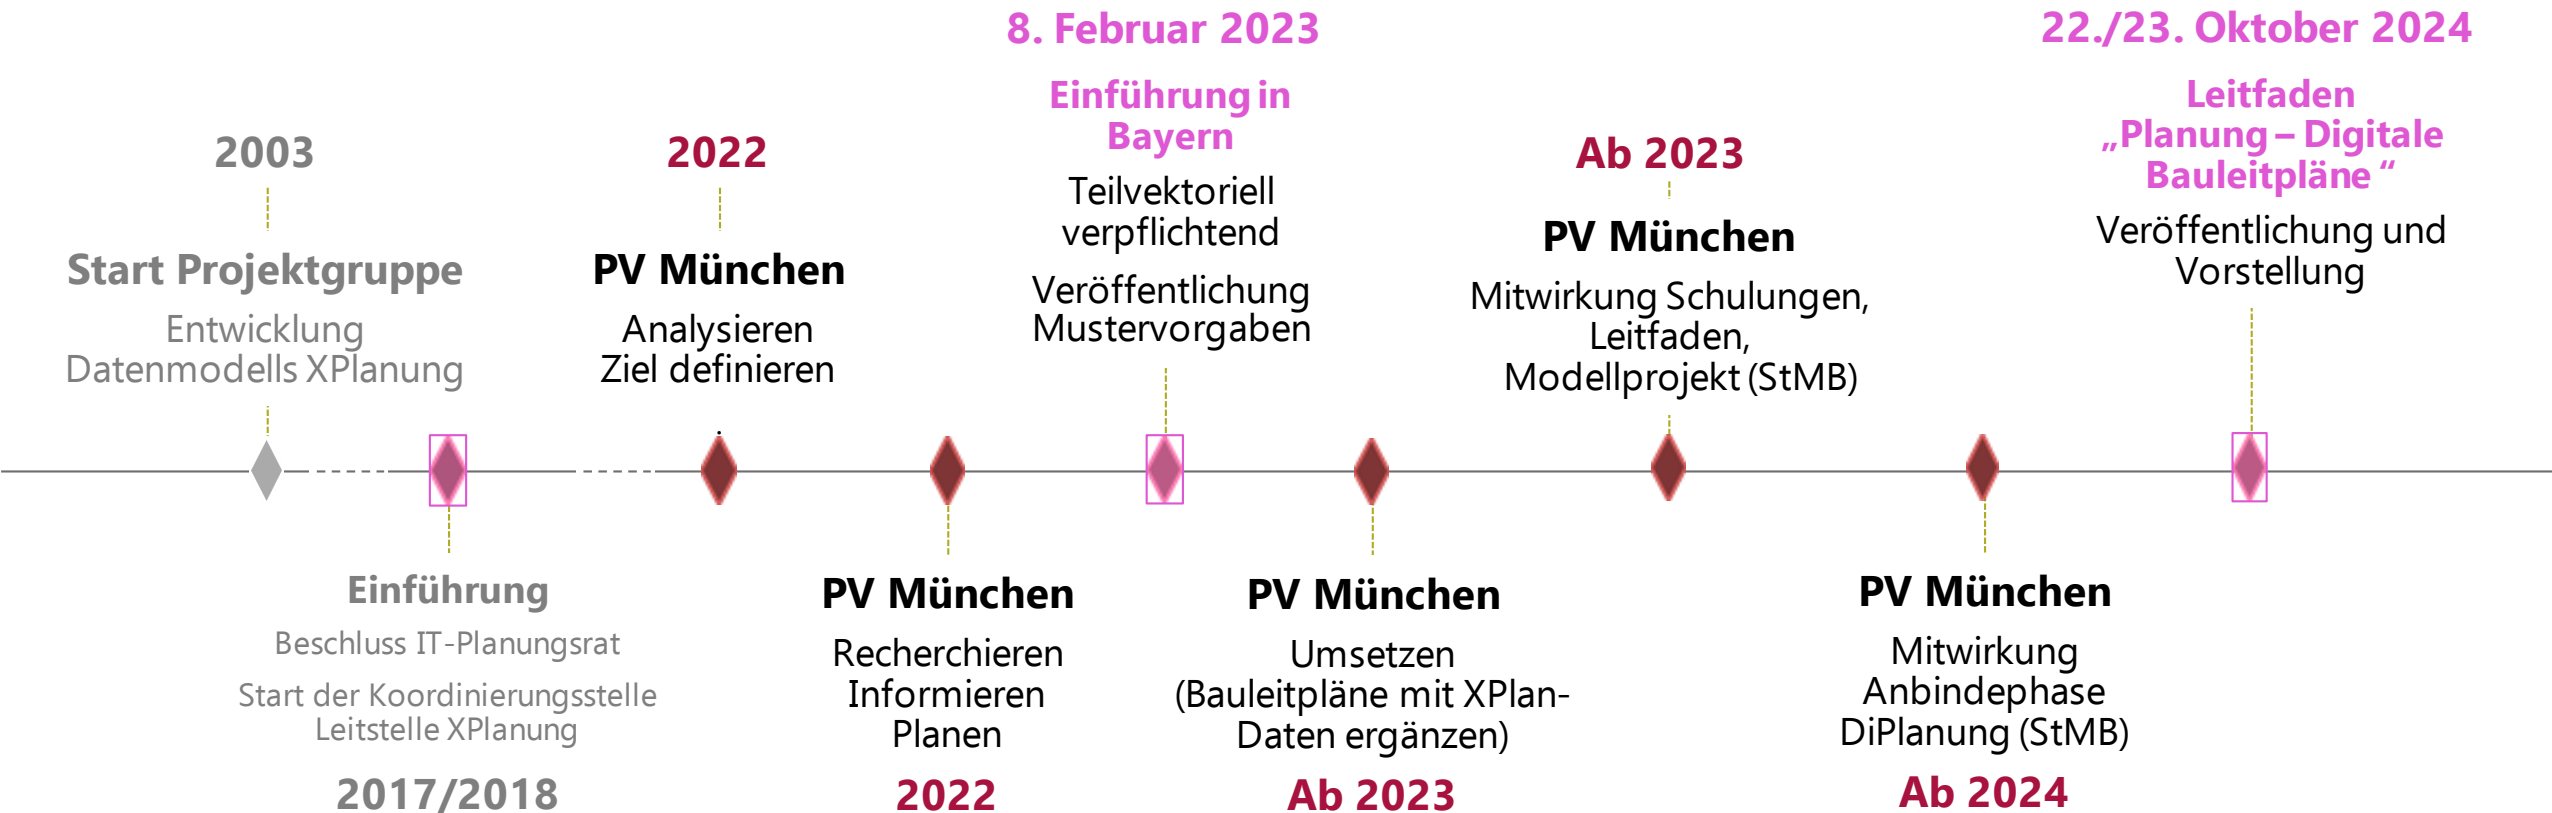 2003
Start Projektgruppe
Entwicklung
Datenmodells XPlanung
Einführung
Beschluss IT-Planungsrat
Start der Koordinierungsstelle
Leitstelle XPlanung
2017/2018
2022
PV München
Analysieren
Ziel definieren
PV München
Recherchieren
Informieren
Planen
2022
8. Februar 2023
Einführung in
Bayern
Teilvektoriell
verpflichtend
Veröffentlichung
Mustervorgaben
PV München
Umsetzen
(Bauleitpläne mit XPlan-
Daten ergänzen)
Ab 2023
Ab 2023
PV München
Mitwirkung Schulungen,
Leitfaden,
Modellprojekt (StMB)
PV München
Mitwirkung
Anbindephase
DiPlanung (StMB)
Ab 2024
22./23. Oktober 2024
Leitfaden
„Planung – Digitale
Bauleitpläne “
Veröffentlichung und
Vorstellung